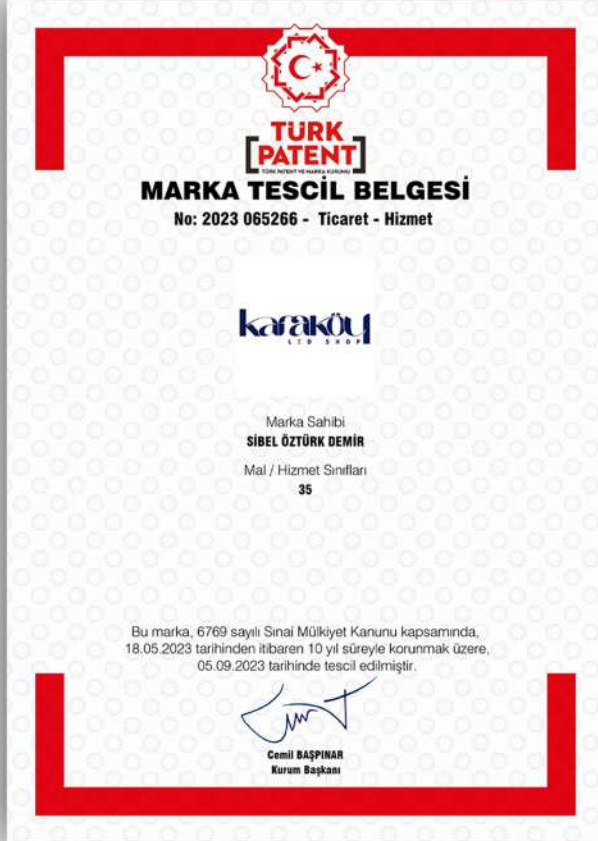 TÜRK
PATENT
TÜRK PATENT VE MARKA KURUMU
MARKA TESCİL BELGESİ
No: 2023 065266 - Ticaret - Hizmet
karaköy
LED SHOP
Marka Sahibi
SİBEL ÖZTÜRK DEMİR
Mal / Hizmet Sınıfları
35
Bu marka, 6769 sayılı Sınai Mülkiyet Kanunu kapsamında,
18.05.2023 tarihinden itibaren 10 yıl süreyle korunmak üzere,
05.09.2023 tarihinde tescil edilmiştir.
Cemil BAŞPINAR
Kurum Başkanı